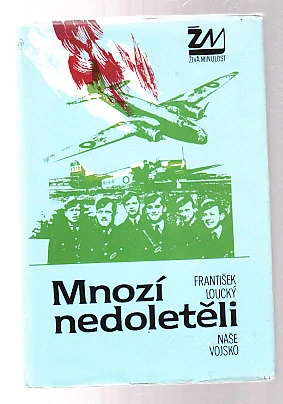 ŽM
ŽIVÁ MINULOST
Mnozí
nedoletěli
FRANTIŠEK
LOUCKÝ
NAŠE
VOJSKO